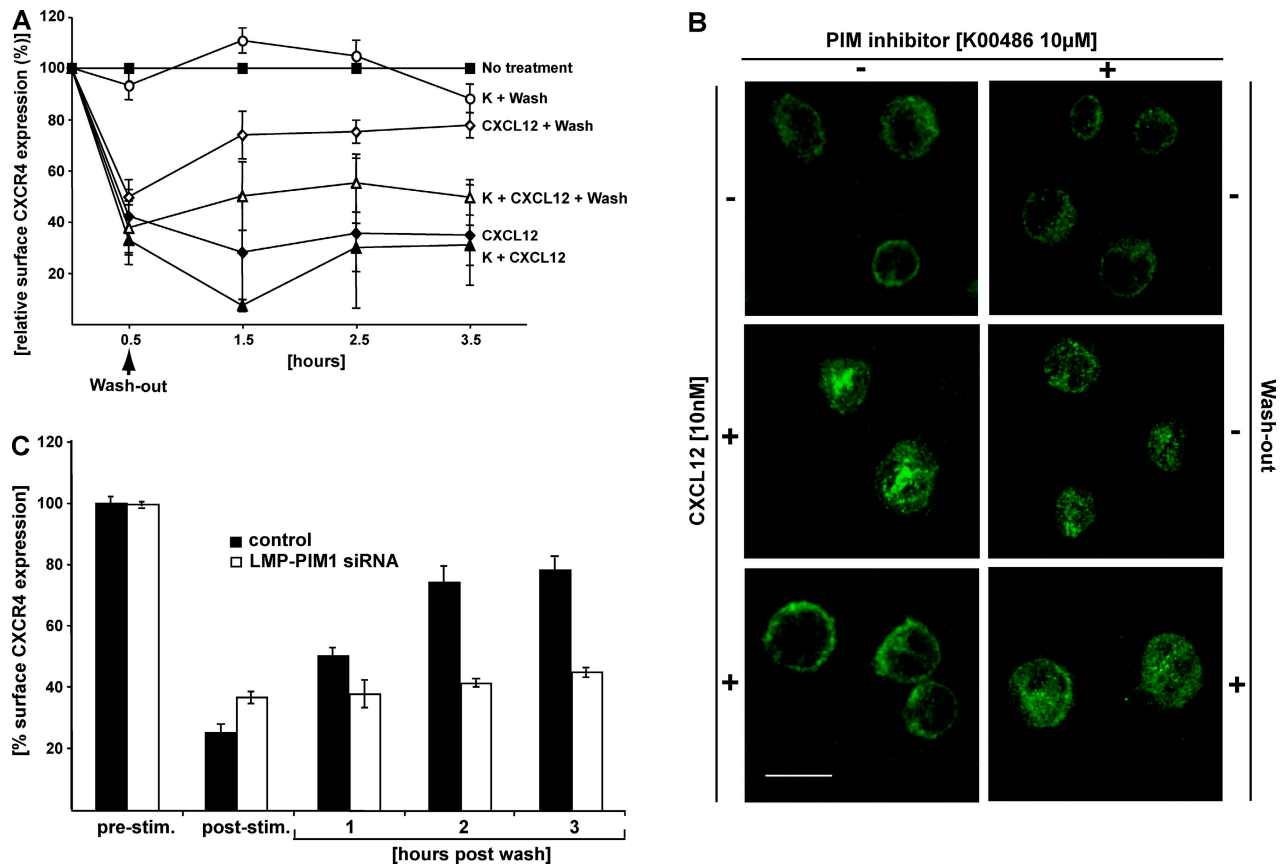 A
[relative surface CXCR4 expression (%)]
120
100
80
60
40
20
No treatment
K + Wash
CXCL12 + Wash
K + CXCL12 + Wash
CXCL12
K + CXCL12
0.5
1.5
2.5
3.5
[hours]
Wash-out
B
PIM inhibitor [K00486 10µM]
-
+
CXCL12 [10nM]
-
+
+
Wash-out
-
-
+
C
[% surface CXCR4 expression]
120
100
80
60
40
20
control
LMP-PIM1 siRNA
pre-stim.
post-stim.
1
2
3
[hours post wash]